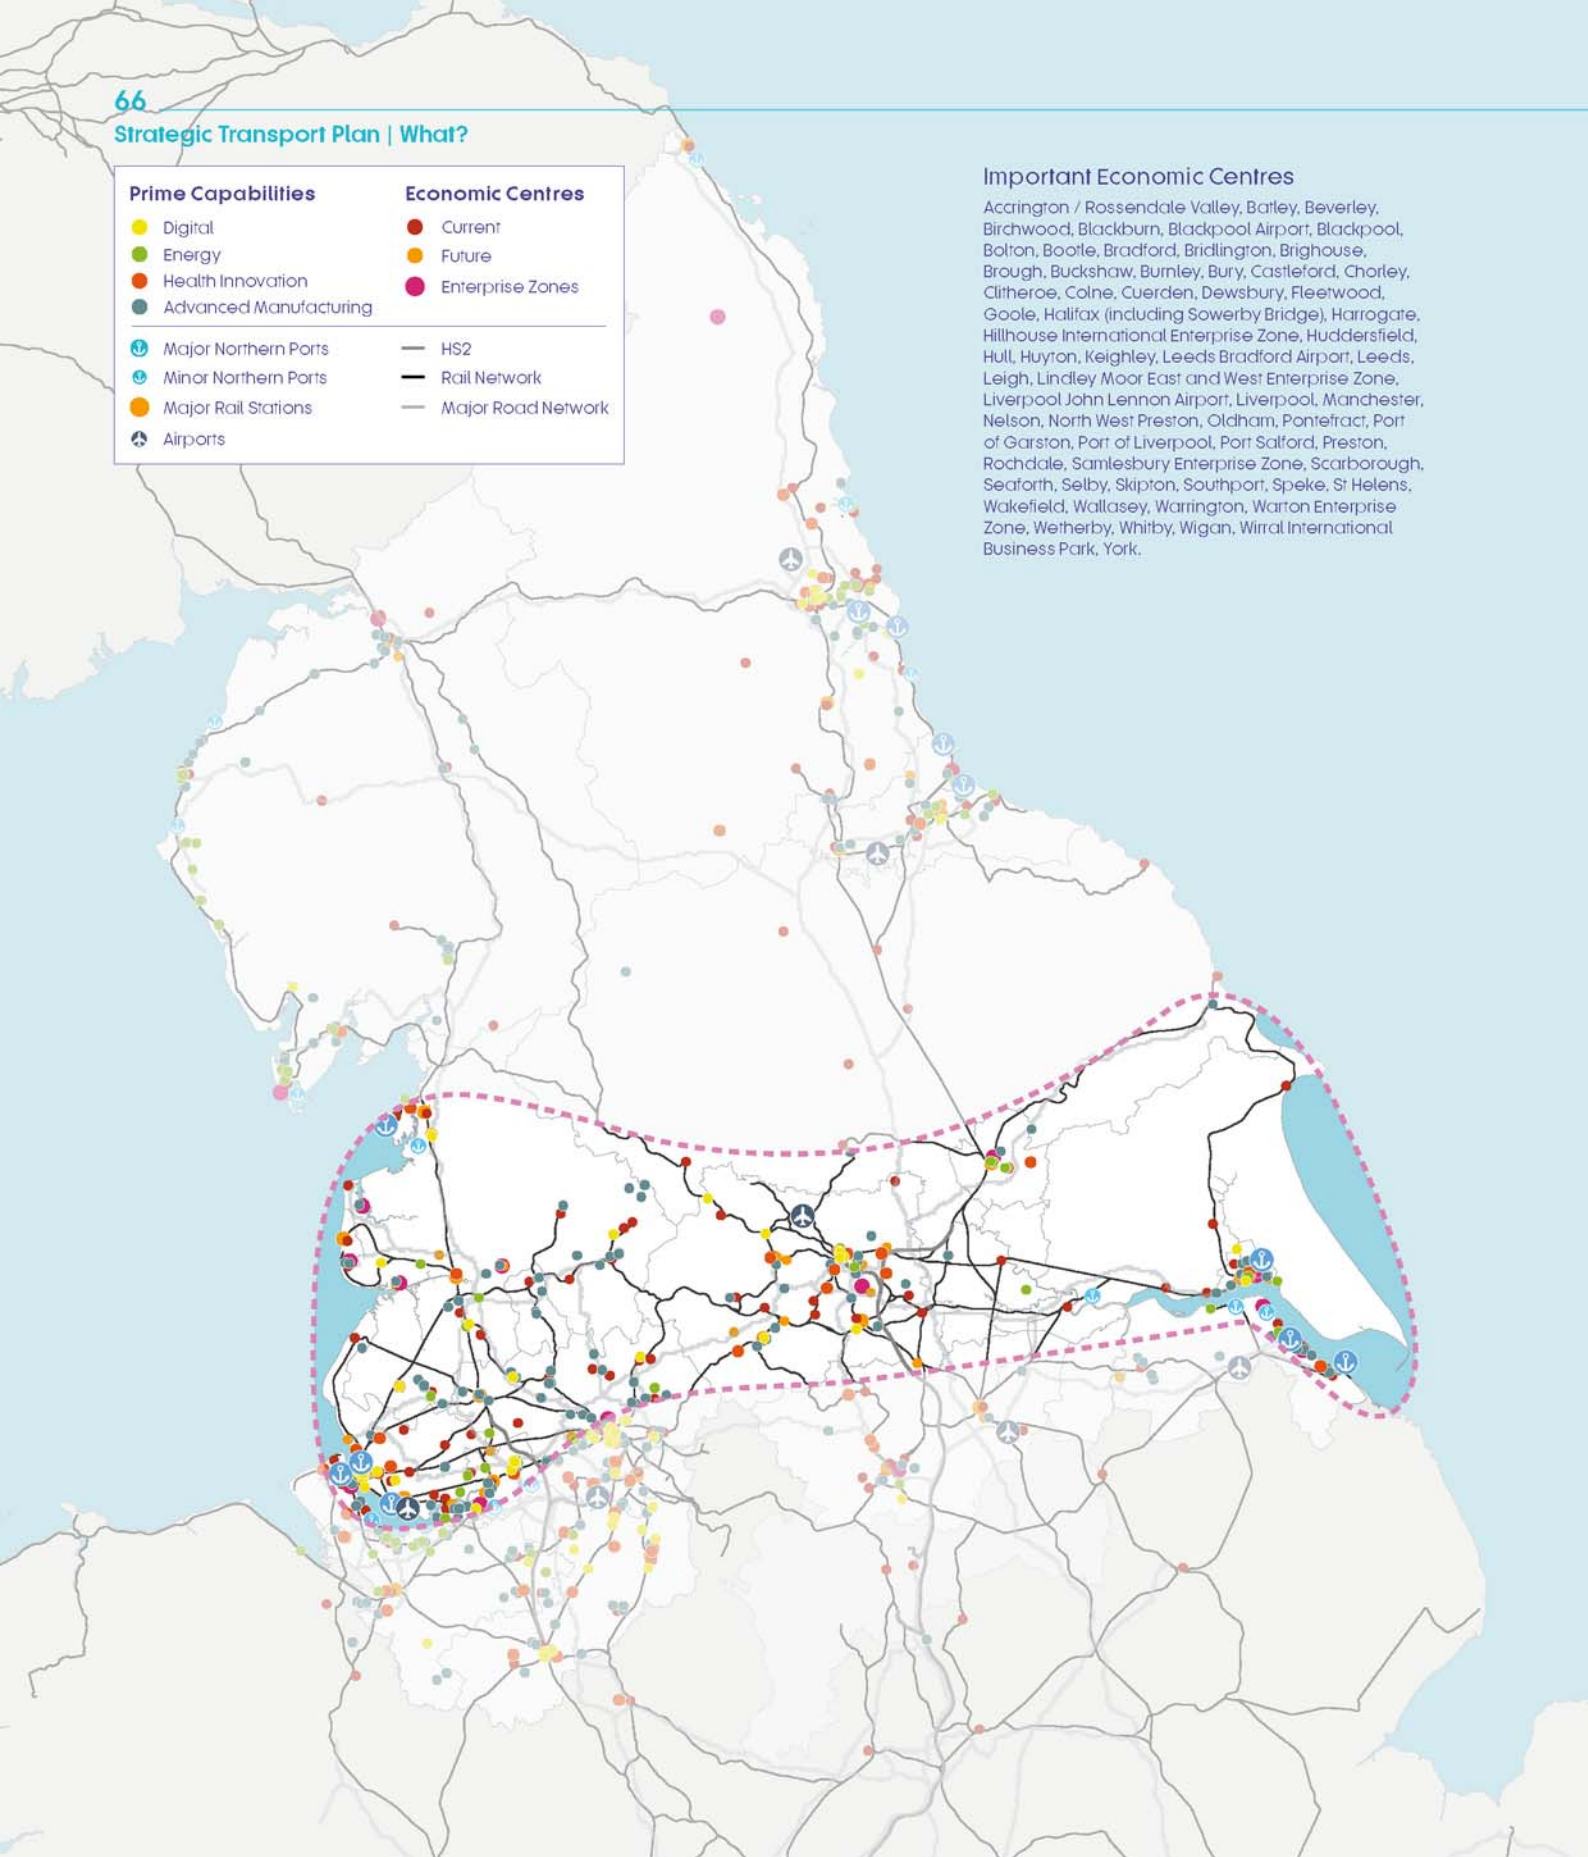 66
Strategic Transport Plan | What?
Prime Capabilities
Digital
Energy
Health Innovation
Advanced Manufacturing
Economic Centres
Current
Future
Enterprise Zones
Major Northern Ports
Minor Northern Ports
Major Rail Stations
Airports
HS2
Rail Network
Major Road Network
Important Economic Centres
Accrington / Rossendale Valley, Batley, Beverley,
Birchwood, Blackburn, Blackpool Airport, Blackpool,
Bolton, Bootle, Bradford, Bridlington, Brighouse,
Brough, Buckshaw, Burnley, Bury, Castleford, Chorley,
Clitheroe, Colne, Cuerden, Dewsbury, Fleetwood,
Goole, Halifax (including Sowerby Bridge), Harrogate,
Hillhouse International Enterprise Zone, Huddersfield,
Hull, Huyton, Keighley, Leeds Bradford Airport, Leeds,
Leigh, Lindley Moor East and West Enterprise Zone,
Liverpool John Lennon Airport, Liverpool, Manchester,
Nelson, North West Preston, Oldham, Pontefract, Port
of Garston, Port of Liverpool, Port Salford, Preston,
Rochdale, Samlesbury Enterprise Zone, Scarborough,
Seaforth, Selby, Skipton, Southport, Speke, St Helens,
Wakefield, Wallasey, Warrington, Warton Enterprise
Zone, Wetherby, Whitby, Wigan, Wirral International
Business Park, York.